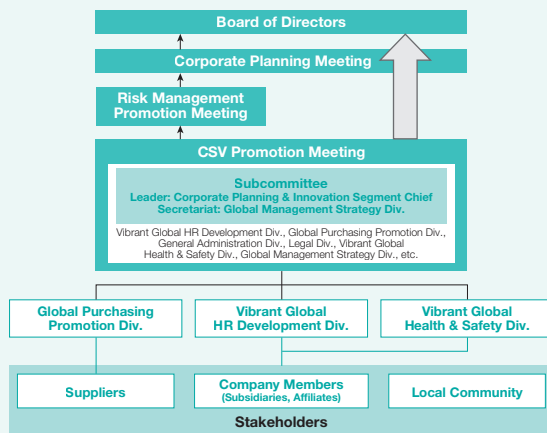 Board of Directors
Corporate Planning Meeting
Risk Management
Promotion Meeting
CSV Promotion Meeting
Subcommittee
Leader: Corporate Planning & Innovation Segment Chief
Secretariat: Global Management Strategy Div.
Vibrant Global HR Development Div., Global Purchasing Promotion Div.,
General Administration Div., Legal Div., Vibrant Global
Health & Safety Div., Global Management Strategy Div., etc.
Global Purchasing
Promotion Div.
Vibrant Global
HR Development Div.
Vibrant Global
Health & Safety Div.
Suppliers
Company Members
(Subsidiaries, Affiliates)
Local Community
Stakeholders